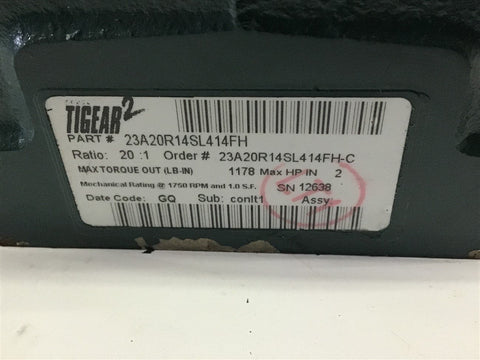 TIGEAR2
PART # 23A20R14SL414FH
Ratio: 20 :1 Order # 23A20R14SL414FH-C
MAX TORQUE OUT (LB-IN) 1178 Max HP IN 2
Mechanical Rating @ 1750 RPM and 1.0 S.F. SN 12638
Date Code: GQ Sub: conlt1 Assy